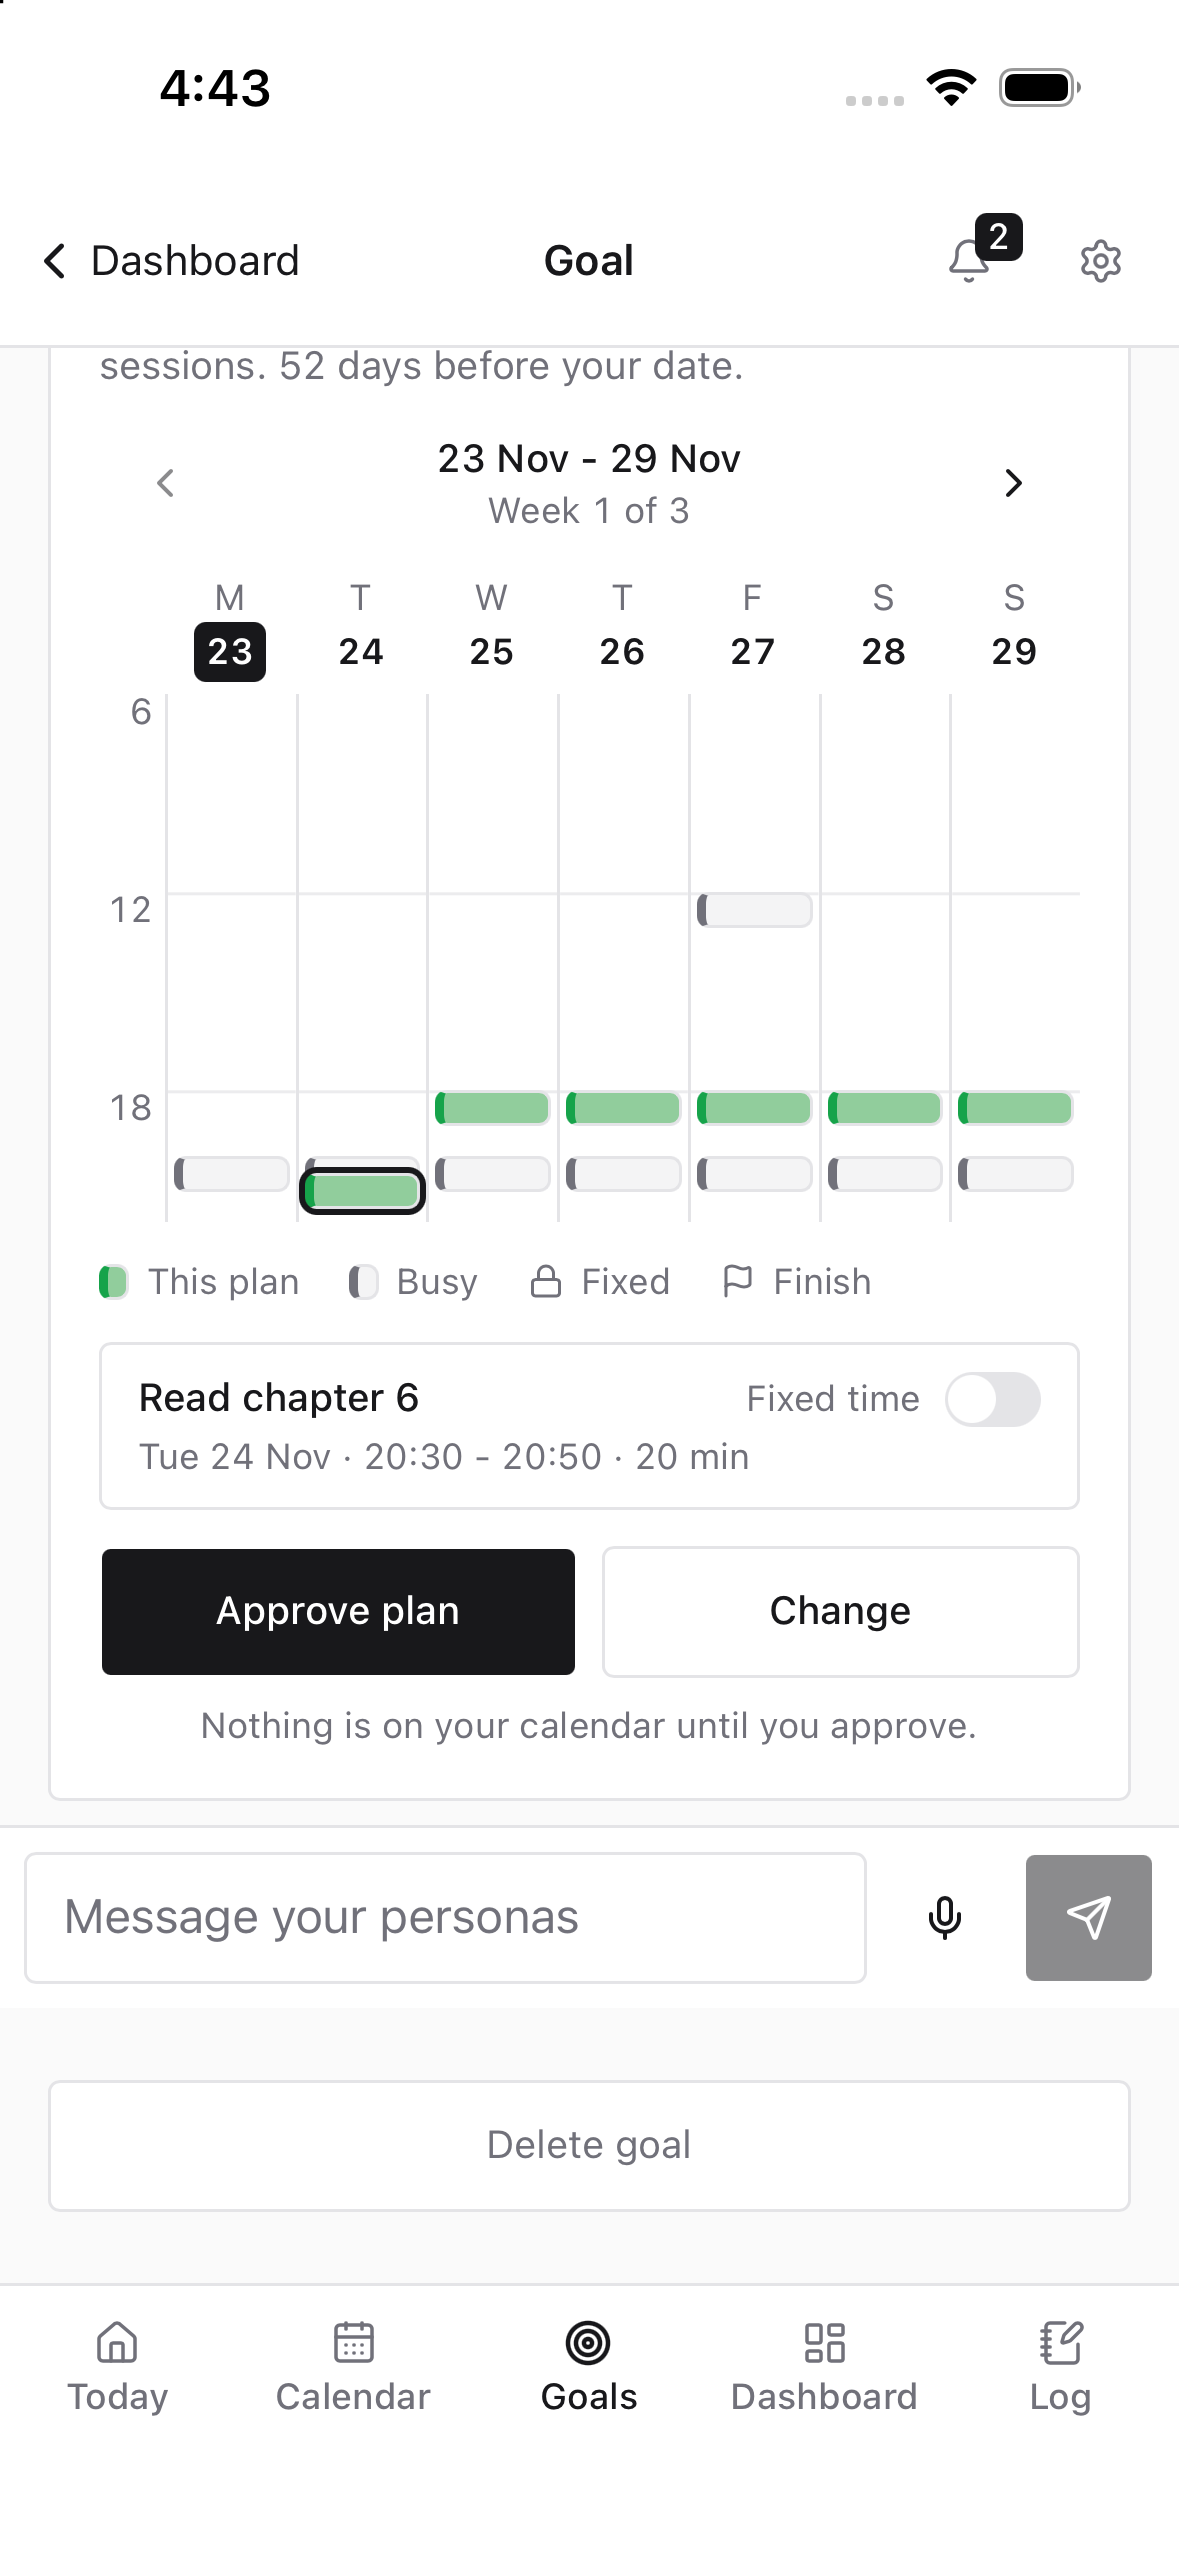 4:43
Dashboard
Goal
2
sessions. 52 days before your date.
23 Nov - 29 Nov
Week 1 of 3
M T W T F S S
23 24 25 26 27 28 29
6
12
18
This plan Busy Fixed Finish
Read chapter 6 Fixed time
Tue 24 Nov · 20:30 - 20:50 · 20 min
Approve plan Change
Nothing is on your calendar until you approve.
Message your personas
Delete goal
Today Calendar Goals Dashboard Log